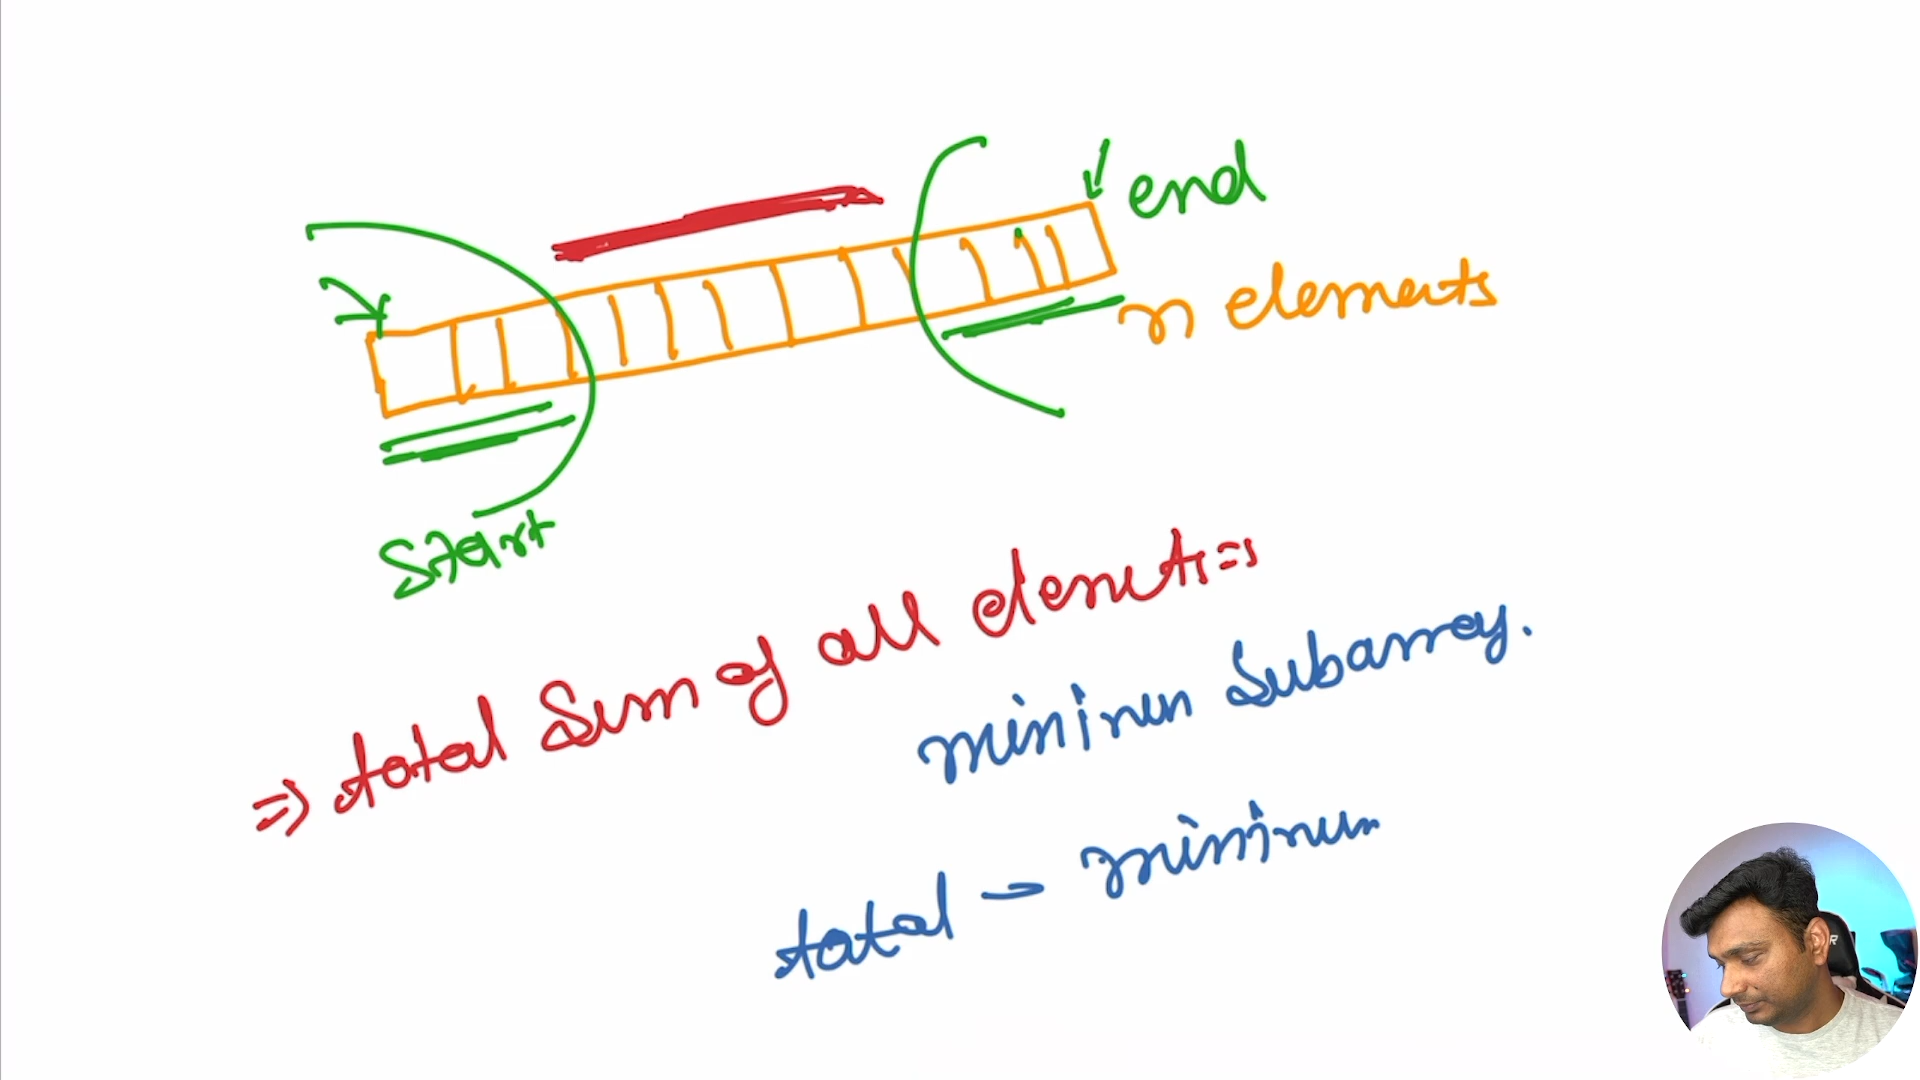 end
n elements
Start
=> total Sum of all elements =>
minimum Subarray.
total - minimum